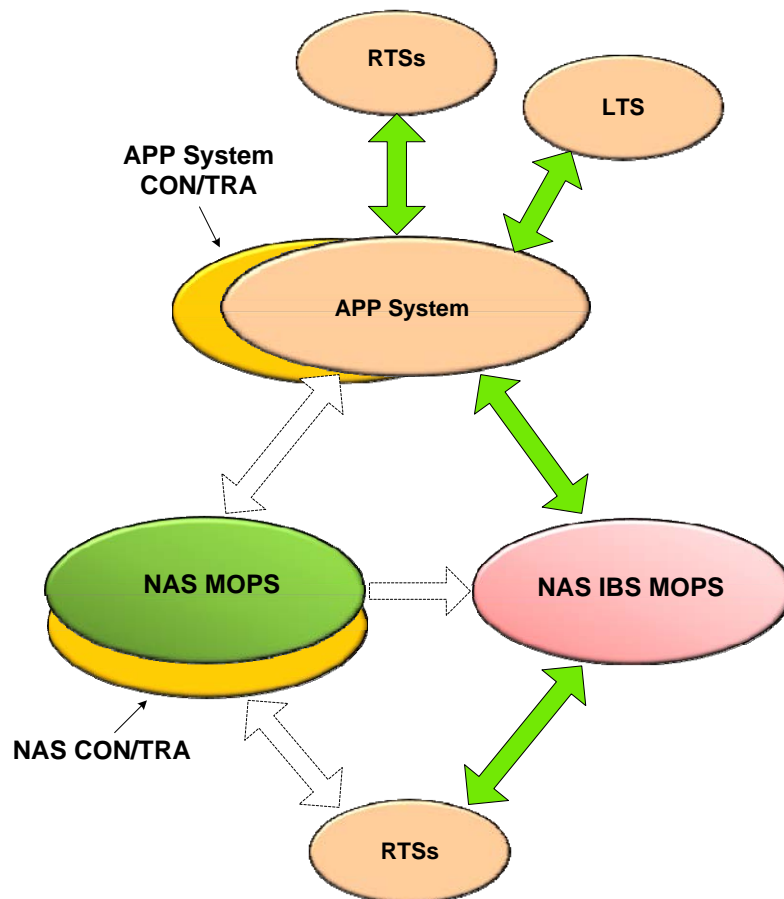 RTSs
LTS
APP System
CON/TRA
APP System
NAS MOPS
NAS IBS MOPS
NAS CON/TRA
RTSs